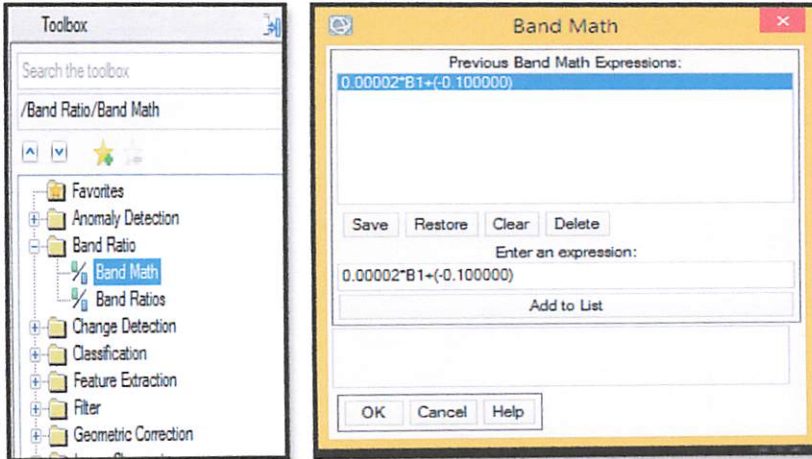 Toolbox
Search the toolbox
/Band Ratio/Band Math
Favorites
Anomaly Detection
Band Ratio
Band Math
Band Ratios
Change Detection
Classification
Feature Extraction
Filter
Geometric Correction
Band Math
Previous Band Math Expressions:
0.00002*B1+(-0.100000)
Save Restore Clear Delete
Enter an expression:
0.00002*B1+(-0.100000)
Add to List
OK Cancel Help